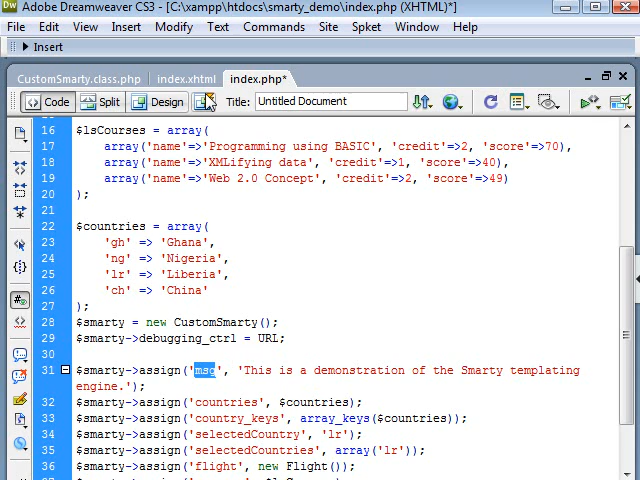 Dw Adobe Dreamweaver CS3 - [C:\xampp\htdocs\smarty_demo\index.php (XHTML)*]
File Edit View Insert Modify Text Commands Site Spket Window Help
Insert
CustomSmarty.class.php index.xhtml index.php*
Code Split Design Title: Untitled Document
16 $lsCourses = array(
17 array('name'=>'Programming using BASIC', 'credit'=>2, 'score'=>70),
18 array('name'=>'XMLifying data', 'credit'=>1, 'score'=>40),
19 array('name'=>'Web 2.0 Concept', 'credit'=>2, 'score'=>49)
20 );
21
22 $countries = array(
23 'gh' => 'Ghana',
24 'ng' => 'Nigeria',
25 'lr' => 'Liberia',
26 'ch' => 'China'
27 );
28 $smarty = new CustomSmarty();
29 $smarty->debugging_ctrl = URL;
30
31 $smarty->assign('msg', 'This is a demonstration of the Smarty templating
engine.');
32 $smarty->assign('countries', $countries);
33 $smarty->assign('country_keys', array_keys($countries));
34 $smarty->assign('selectedCountry', 'lr');
35 $smarty->assign('selectedCountries', array('lr'));
36 $smarty->assign('flight', new Flight());